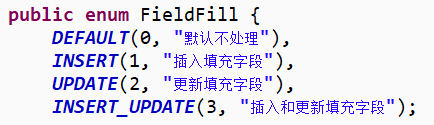 public enum FieldFill {
    DEFAULT(0, "默认不处理"),
    INSERT(1, "插入填充字段"),
    UPDATE(2, "更新填充字段"),
    INSERT_UPDATE(3, "插入和更新填充字段");